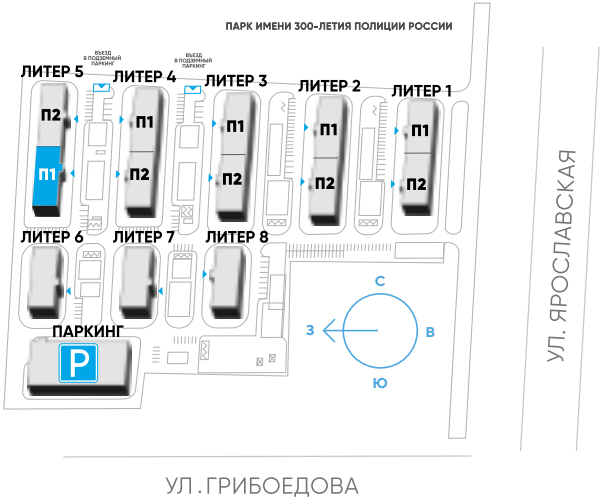 ПАРК ИМЕНИ 300-ЛЕТИЯ ПОЛИЦИИ РОССИИ
ВЪЕЗД
В ПОДЗЕМНЫЙ
ПАРКИНГ
ВЪЕЗД
В ПОДЗЕМНЫЙ
ПАРКИНГ
ЛИТЕР 5
ЛИТЕР 4
ЛИТЕР 3
ЛИТЕР 2
ЛИТЕР 1
П2
П1
П1
П2
П1
П2
П1
П2
П1
П2
ЛИТЕР 6
ЛИТЕР 7
ЛИТЕР 8
ПАРКИНГ
P
С
З
В
Ю
УЛ. ЯРОСЛАВСКАЯ
УЛ. ГРИБОЕДОВА